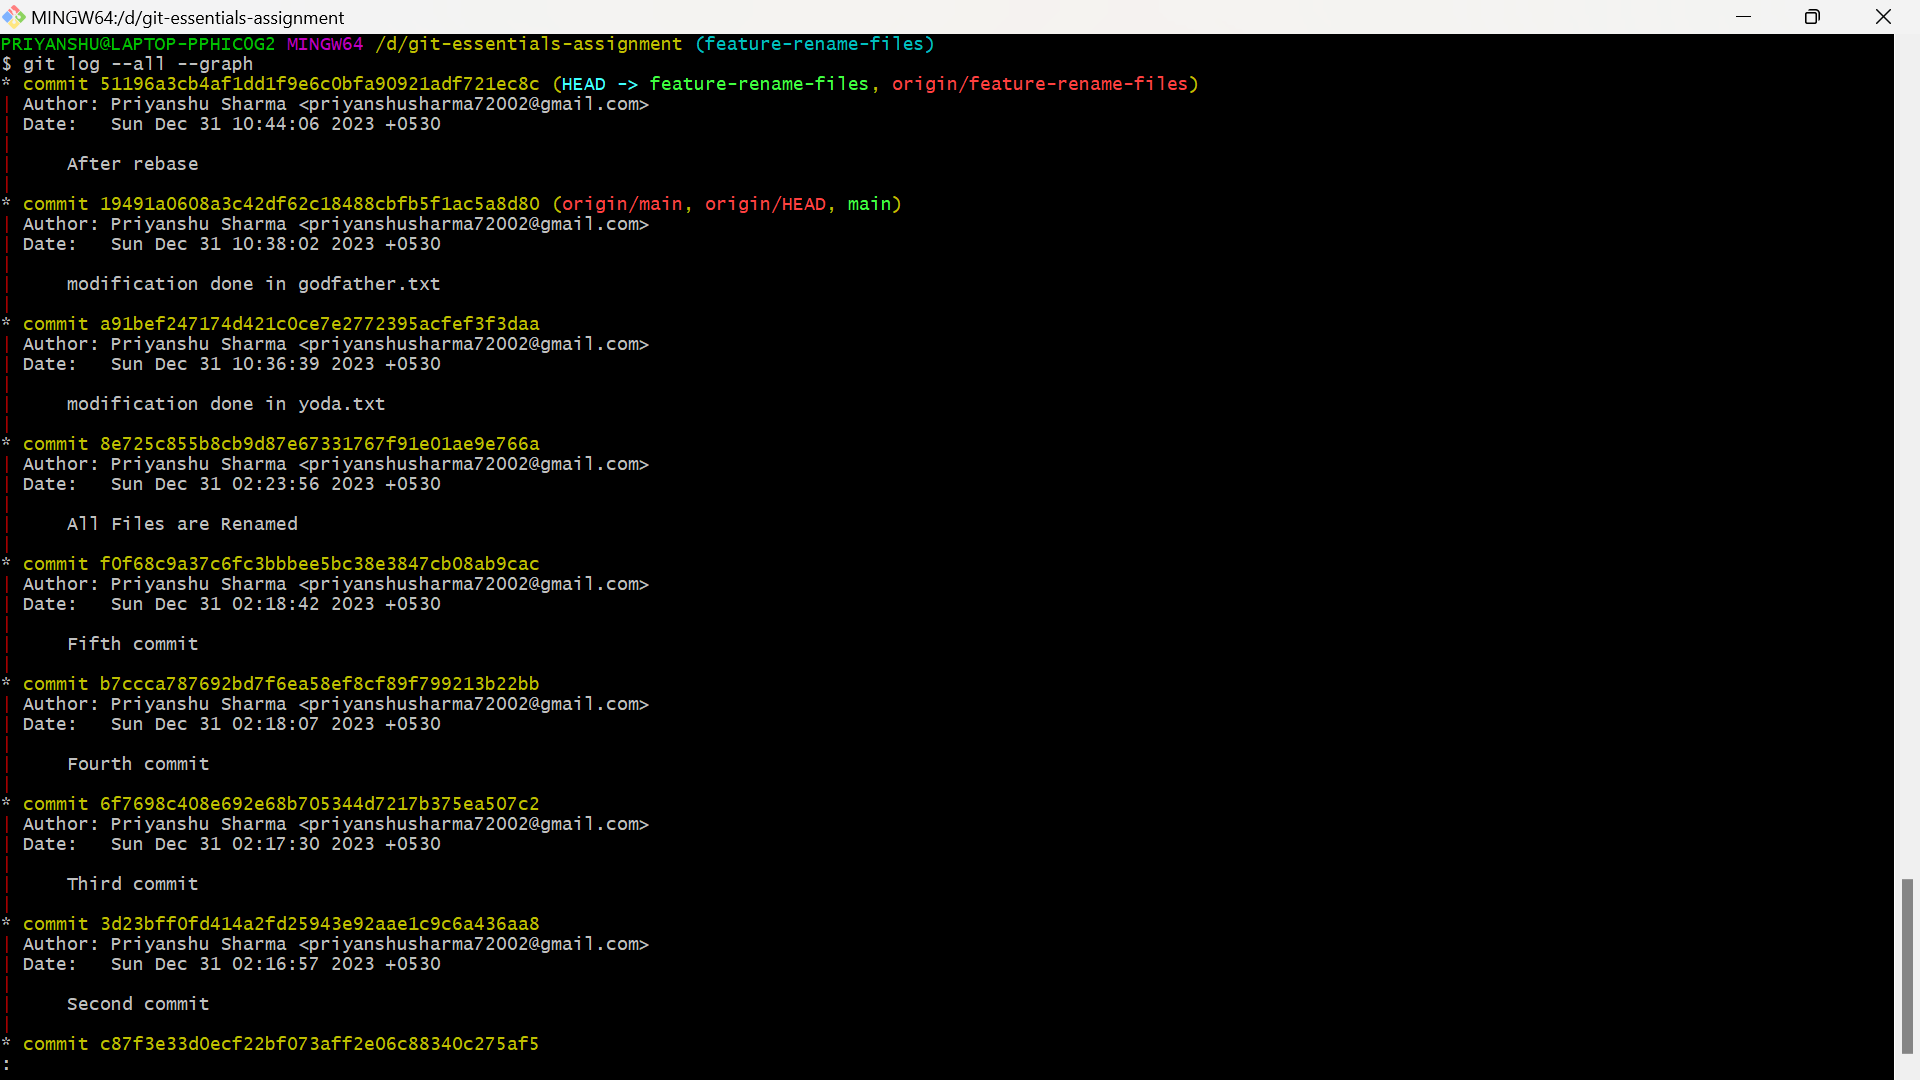 MINGW64:/d/git-essentials-assignment
PRIYANSHU@LAPTOP-PPHICOG2 MINGW64 /d/git-essentials-assignment (feature-rename-files)
$ git log --all --graph
* commit 51196a3cb4af1dd1f9e6c0bfa90921adf721ec8c (HEAD -> feature-rename-files, origin/feature-rename-files)
| Author: Priyanshu Sharma <priyanshusharma72002@gmail.com>
| Date:   Sun Dec 31 10:44:06 2023 +0530
|
|     After rebase
|
* commit 19491a0608a3c42df62c18488cbfb5f1ac5a8d80 (origin/main, origin/HEAD, main)
| Author: Priyanshu Sharma <priyanshusharma72002@gmail.com>
| Date:   Sun Dec 31 10:38:02 2023 +0530
|
|     modification done in godfather.txt
|
* commit a91bef247174d421c0ce7e2772395acfef3f3daa
| Author: Priyanshu Sharma <priyanshusharma72002@gmail.com>
| Date:   Sun Dec 31 10:36:39 2023 +0530
|
|     modification done in yoda.txt
|
* commit 8e725c855b8cb9d87e67331767f91e01ae9e766a
| Author: Priyanshu Sharma <priyanshusharma72002@gmail.com>
| Date:   Sun Dec 31 02:23:56 2023 +0530
|
|     All Files are Renamed
|
* commit f0f68c9a37c6fc3bbbee5bc38e3847cb08ab9cac
| Author: Priyanshu Sharma <priyanshusharma72002@gmail.com>
| Date:   Sun Dec 31 02:18:42 2023 +0530
|
|     Fifth commit
|
* commit b7ccca787692bd7f6ea58ef8cf89f799213b22bb
| Author: Priyanshu Sharma <priyanshusharma72002@gmail.com>
| Date:   Sun Dec 31 02:18:07 2023 +0530
|
|     Fourth commit
|
* commit 6f7698c408e692e68b705344d7217b375ea507c2
| Author: Priyanshu Sharma <priyanshusharma72002@gmail.com>
| Date:   Sun Dec 31 02:17:30 2023 +0530
|
|     Third commit
|
* commit 3d23bff0fd414a2fd25943e92aae1c9c6a436aa8
| Author: Priyanshu Sharma <priyanshusharma72002@gmail.com>
| Date:   Sun Dec 31 02:16:57 2023 +0530
|
|     Second commit
|
* commit c87f3e33d0ecf22bf073aff2e06c88340c275af5
: